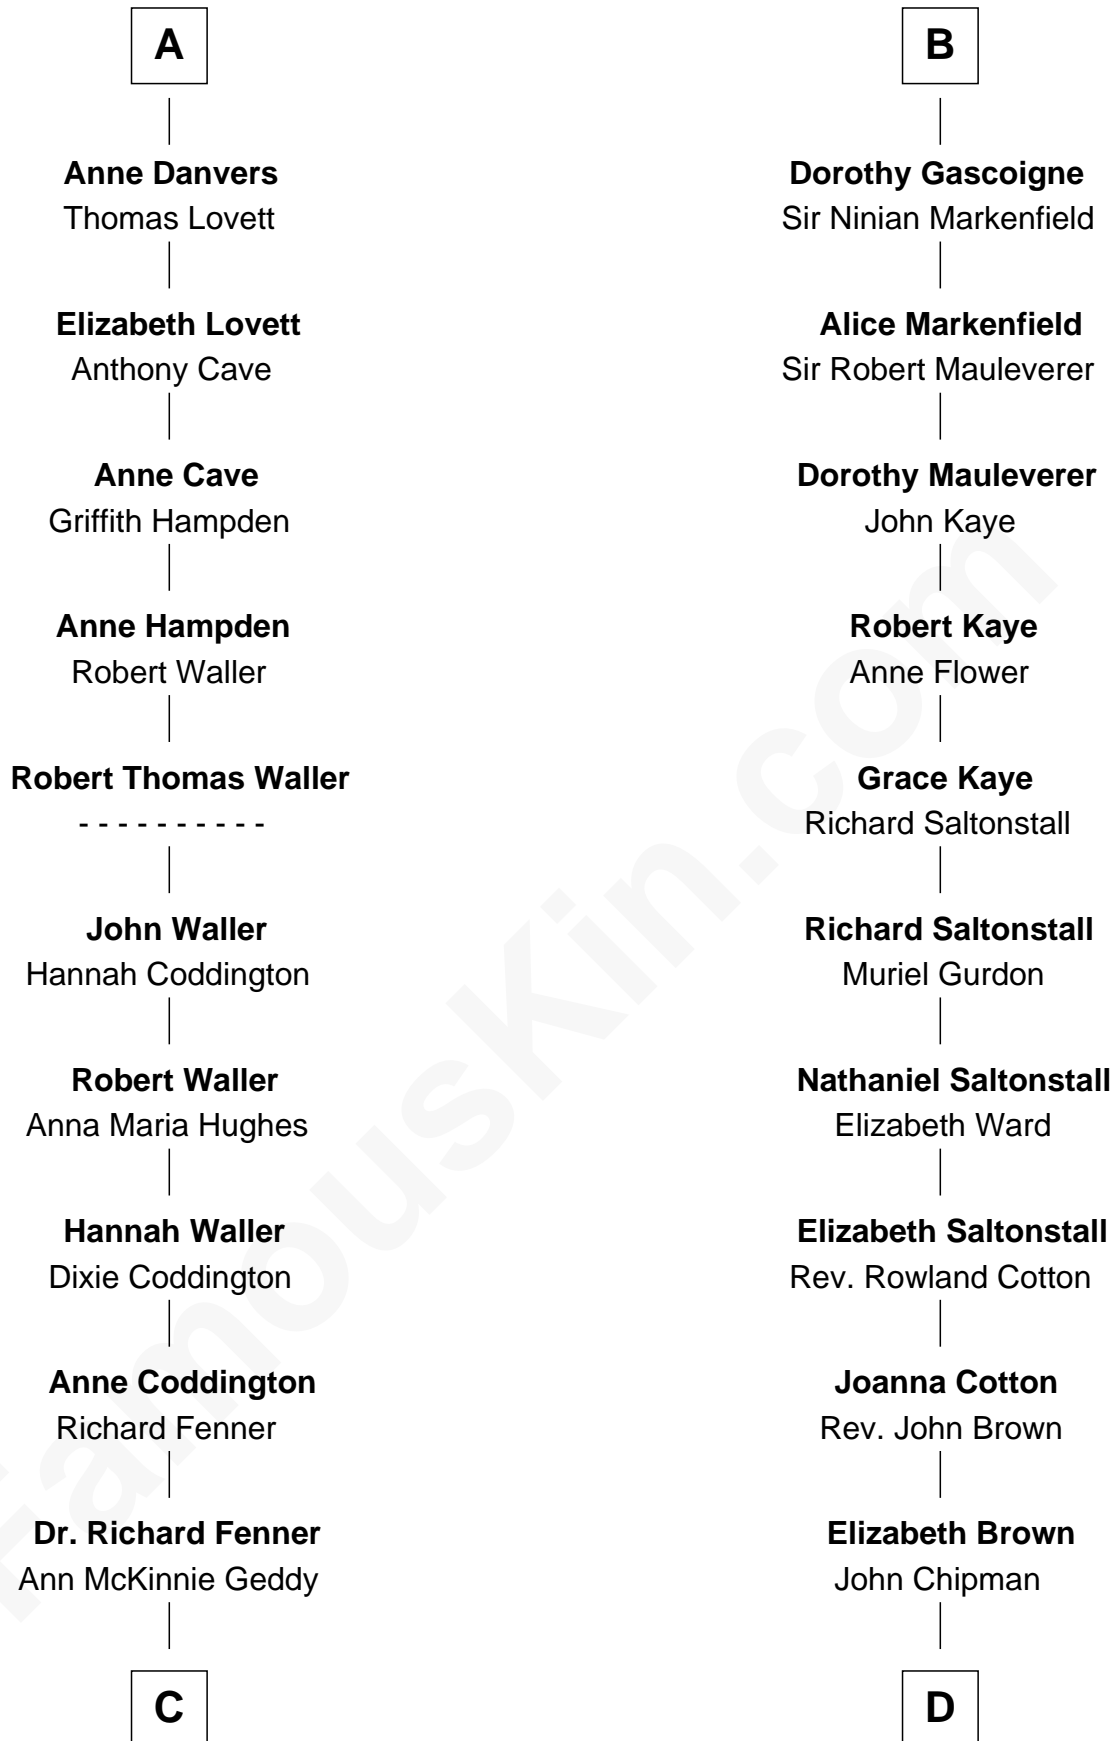 A
Anne Danvers
Thomas Lovett
Elizabeth Lovett
Anthony Cave
Anne Cave
Griffith Hampden
Anne Hampden
Robert Waller
Robert Thomas Waller
- - - - - - - - - -
John Waller
Hannah Coddington
Robert Waller
Anna Maria Hughes
Hannah Waller
Dixie Coddington
Anne Coddington
Richard Fenner
Dr. Richard Fenner
Ann McKinnie Geddy
C
B
Dorothy Gascoigne
Sir Ninian Markenfield
Alice Markenfield
Sir Robert Mauleverer
Dorothy Mauleverer
John Kaye
Robert Kaye
Anne Flower
Grace Kaye
Richard Saltonstall
Richard Saltonstall
Muriel Gurdon
Nathaniel Saltonstall
Elizabeth Ward
Elizabeth Saltonstall
Rev. Rowland Cotton
Joanna Cotton
Rev. John Brown
Elizabeth Brown
John Chipman
D
FamousKin.com